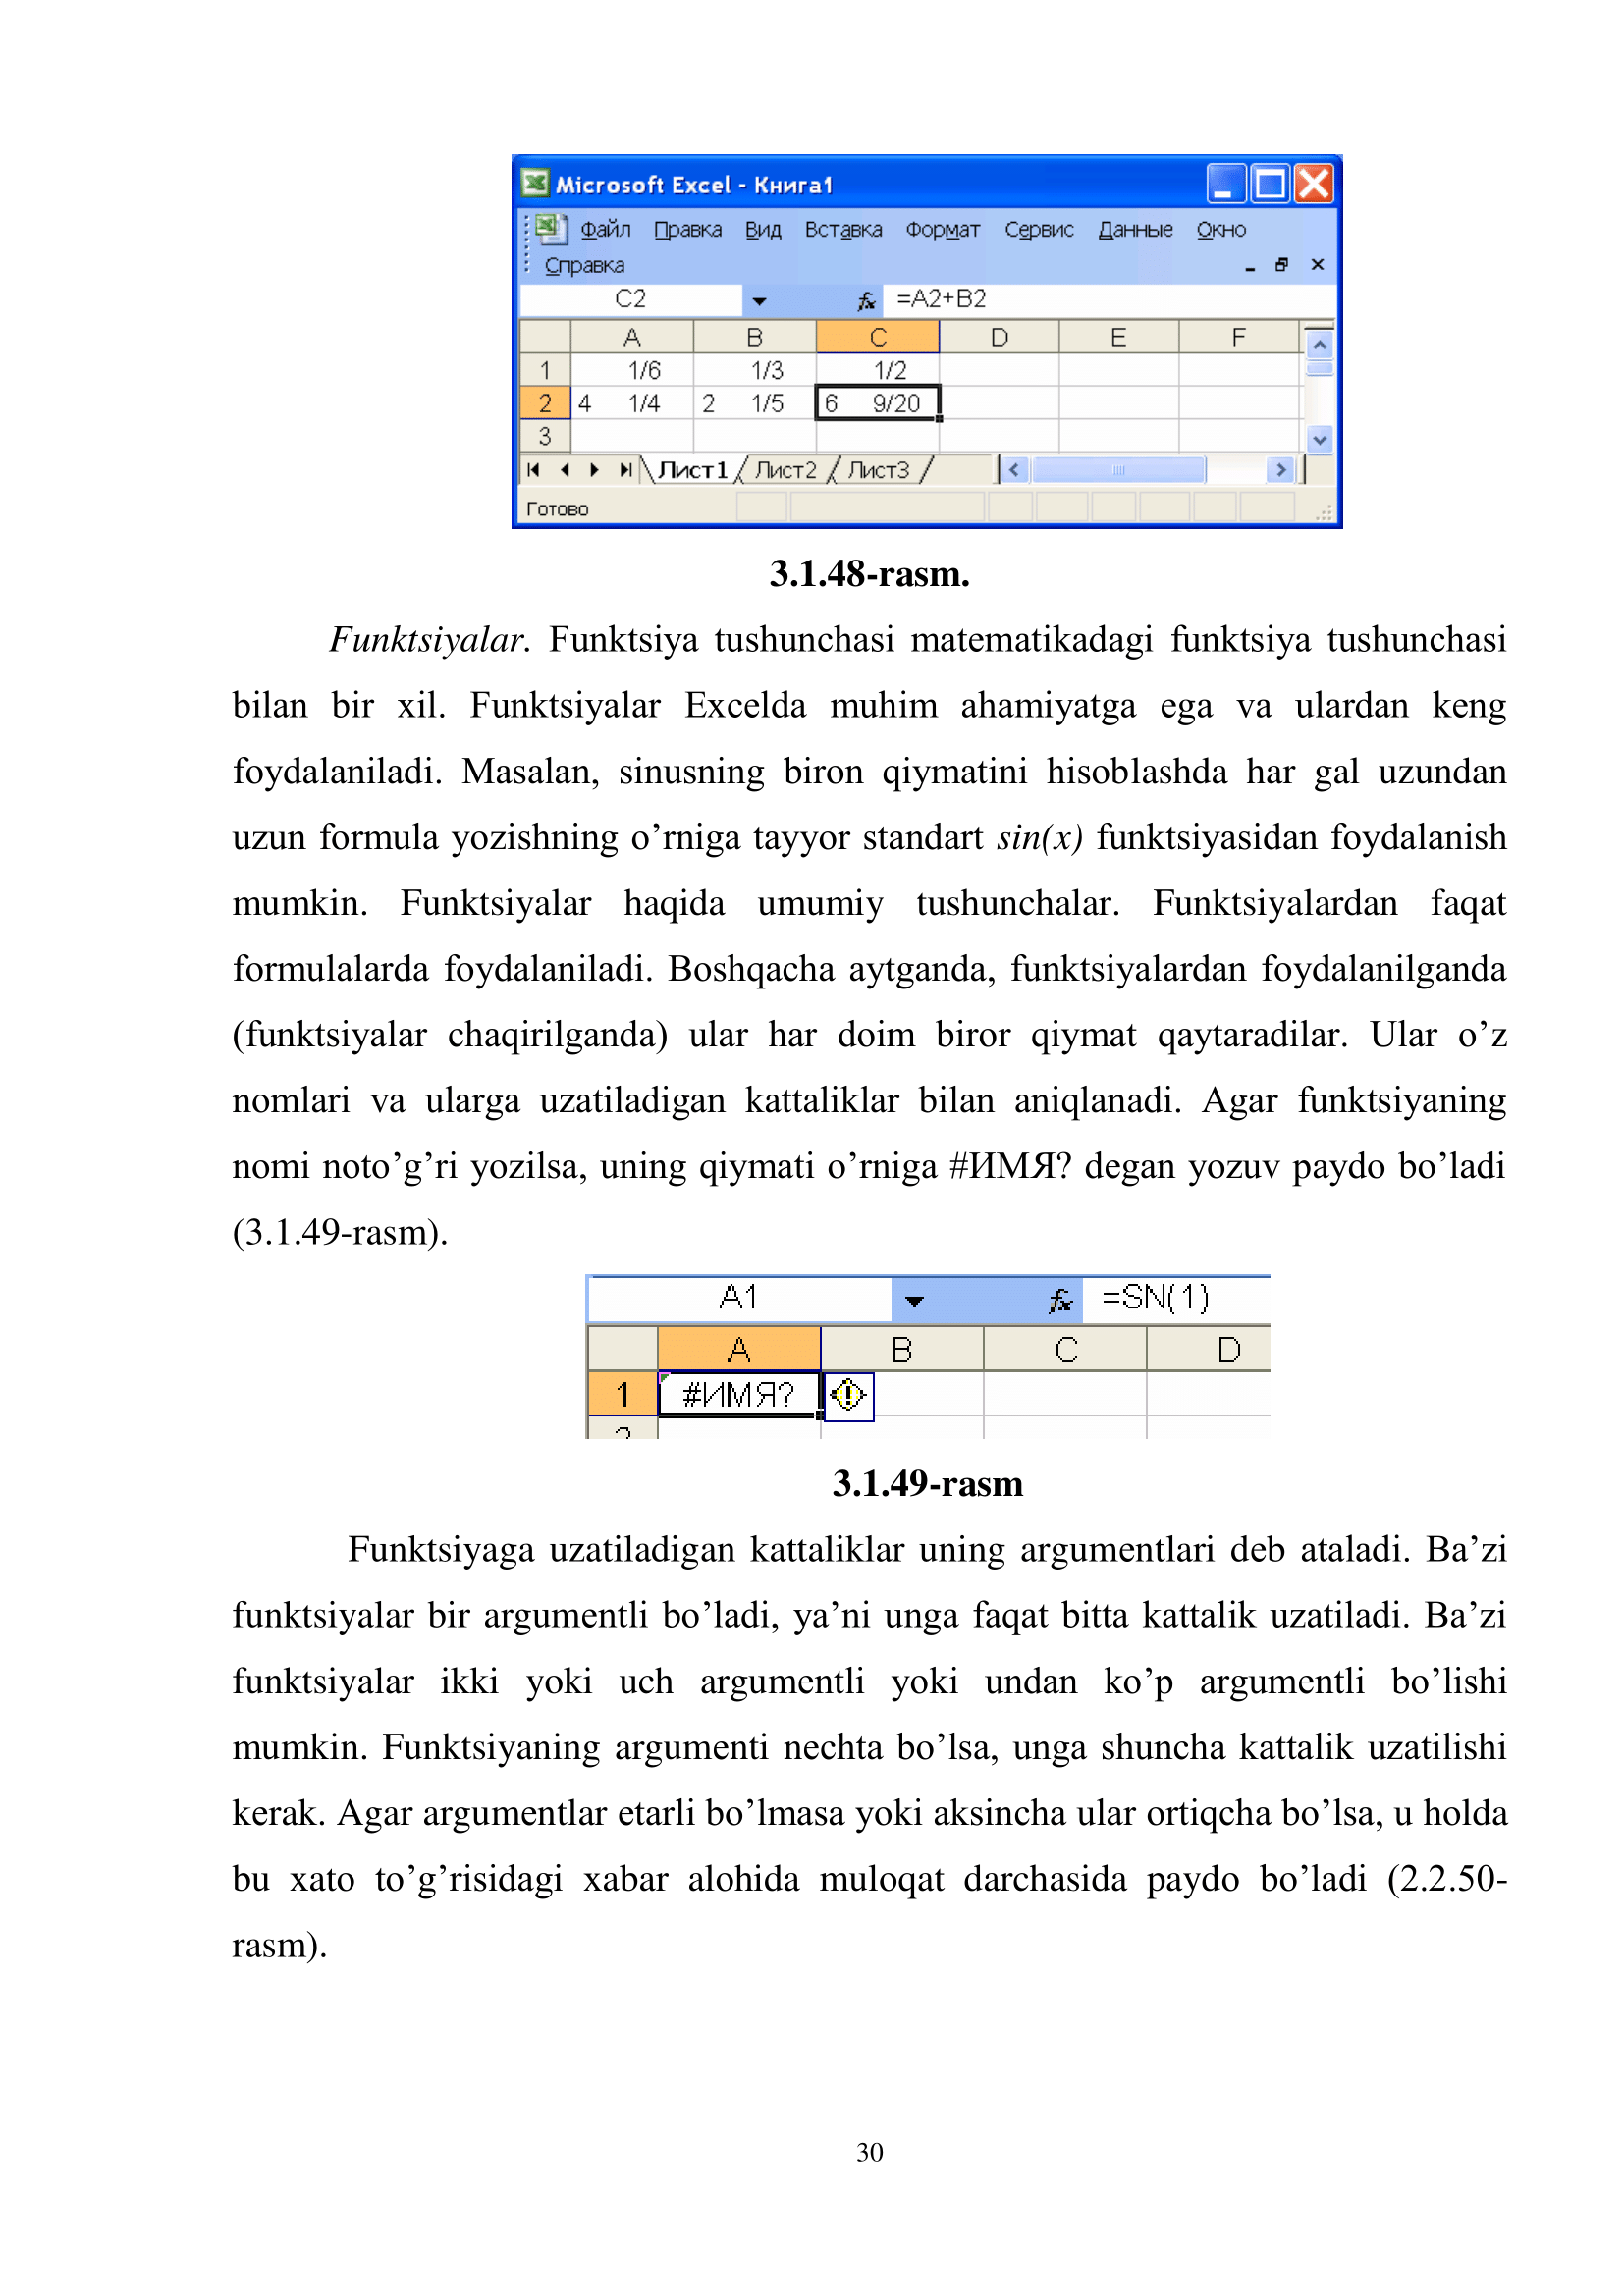 Microsoft Excel - Книга1
Файл Правка Вид Вставка Формат Сервис Данные Окно
Справка
C2 fx =A2+B2
A B C D E F
1 1/6 1/3 1/2
2 4 1/4 2 1/5 6 9/20
3
Лист1 Лист2 Лист3
Готово
3.1.48-rasm.
Funktsiyalar. Funktsiya tushunchasi matematikadagi funktsiya tushunchasi
bilan bir xil. Funktsiyalar Excelda muhim ahamiyatga ega va ulardan keng
foydalaniladi. Masalan, sinusning biron qiymatini hisoblashda har gal uzundan
uzun formula yozishning o’rniga tayyor standart sin(x) funktsiyasidan foydalanish
mumkin. Funktsiyalar haqida umumiy tushunchalar. Funktsiyalardan faqat
formulalarda foydalaniladi. Boshqacha aytganda, funktsiyalardan foydalanilganda
(funktsiyalar chaqirilganda) ular har doim biror qiymat qaytaradilar. Ular o’z
nomlari va ularga uzatiladigan kattaliklar bilan aniqlanadi. Agar funktsiyaning
nomi noto’g’ri yozilsa, uning qiymati o’rniga #ИМЯ? degan yozuv paydo bo’ladi
(3.1.49-rasm).
A1 fx =SN(1)
A B C D
1 #ИМЯ?
2
3.1.49-rasm
Funktsiyaga uzatiladigan kattaliklar uning argumentlari deb ataladi. Ba’zi
funktsiyalar bir argumentli bo’ladi, ya’ni unga faqat bitta kattalik uzatiladi. Ba’zi
funktsiyalar ikki yoki uch argumentli yoki undan ko’p argumentli bo’lishi
mumkin. Funktsiyaning argumenti nechta bo’lsa, unga shuncha kattalik uzatilishi
kerak. Agar argumentlar etarli bo’lmasa yoki aksincha ular ortiqcha bo’lsa, u holda
bu xato to’g’risidagi xabar alohida muloqat darchasida paydo bo’ladi (2.2.50-
rasm).
30